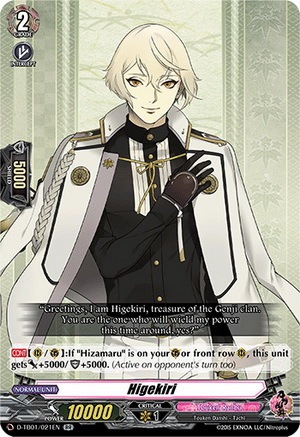 2
GRADE
INTERCEPT
5000
SHIELD
"Greetings, I am Higekiri, treasure of the Genji clan.
You are the one who will wield my power
this time around, yes?"
CONT [ / ]:If "Hizamaru" is on your or front row , this unit
gets +5000/ +5000. (Active on opponent's turn too)
NORMAL UNIT
Higekiri
POWER 10000
CRITICAL
1
D-TB01/021EN RR
Touken Danshi - Tachi
©2015 EXNOA LLC/Nitroplus